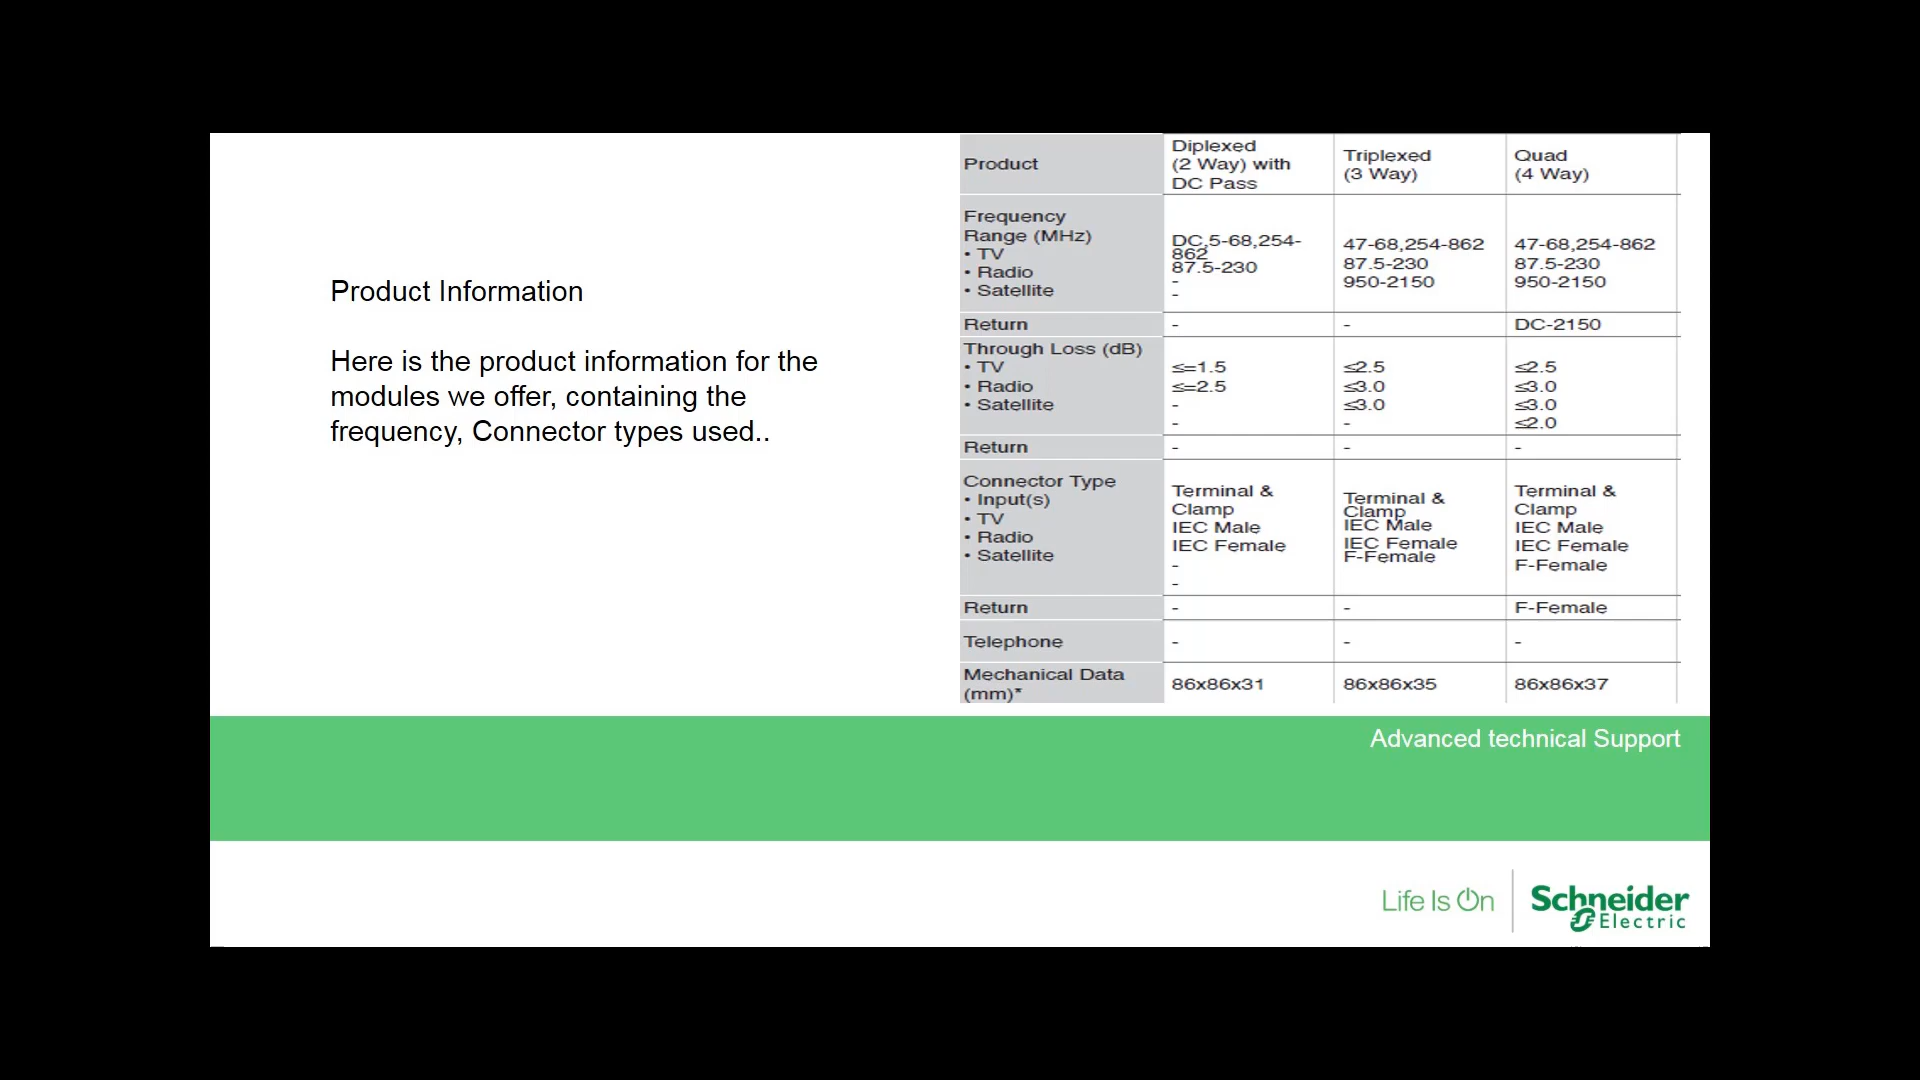 Product Information
Here is the product information for the
modules we offer, containing the
frequency, Connector types used..
Product
Diplexed
(2 Way) with
DC Pass
Triplexed
(3 Way)
Quad
(4 Way)
Frequency
Range (MHz)
• TV
• Radio
• Satellite
DC,5-68,254-
862
87.5-230
-
-
47-68,254-862
87.5-230
950-2150
47-68,254-862
87.5-230
950-2150
Return
-
-
DC-2150
Through Loss (dB)
• TV
• Radio
• Satellite
≤=1.5
≤=2.5
-
-
≤2.5
≤3.0
≤3.0
-
≤2.5
≤3.0
≤3.0
≤2.0
Return
-
-
-
Connector Type
• Input(s)
• TV
• Radio
• Satellite
Terminal &
Clamp
IEC Male
IEC Female
-
-
Terminal &
Clamp
IEC Male
IEC Female
F-Female
Terminal &
Clamp
IEC Male
IEC Female
F-Female
Return
-
-
F-Female
Telephone
-
-
-
Mechanical Data
(mm)*
86x86x31
86x86x35
86x86x37
Advanced technical Support
Life Is On
Schneider
Electric